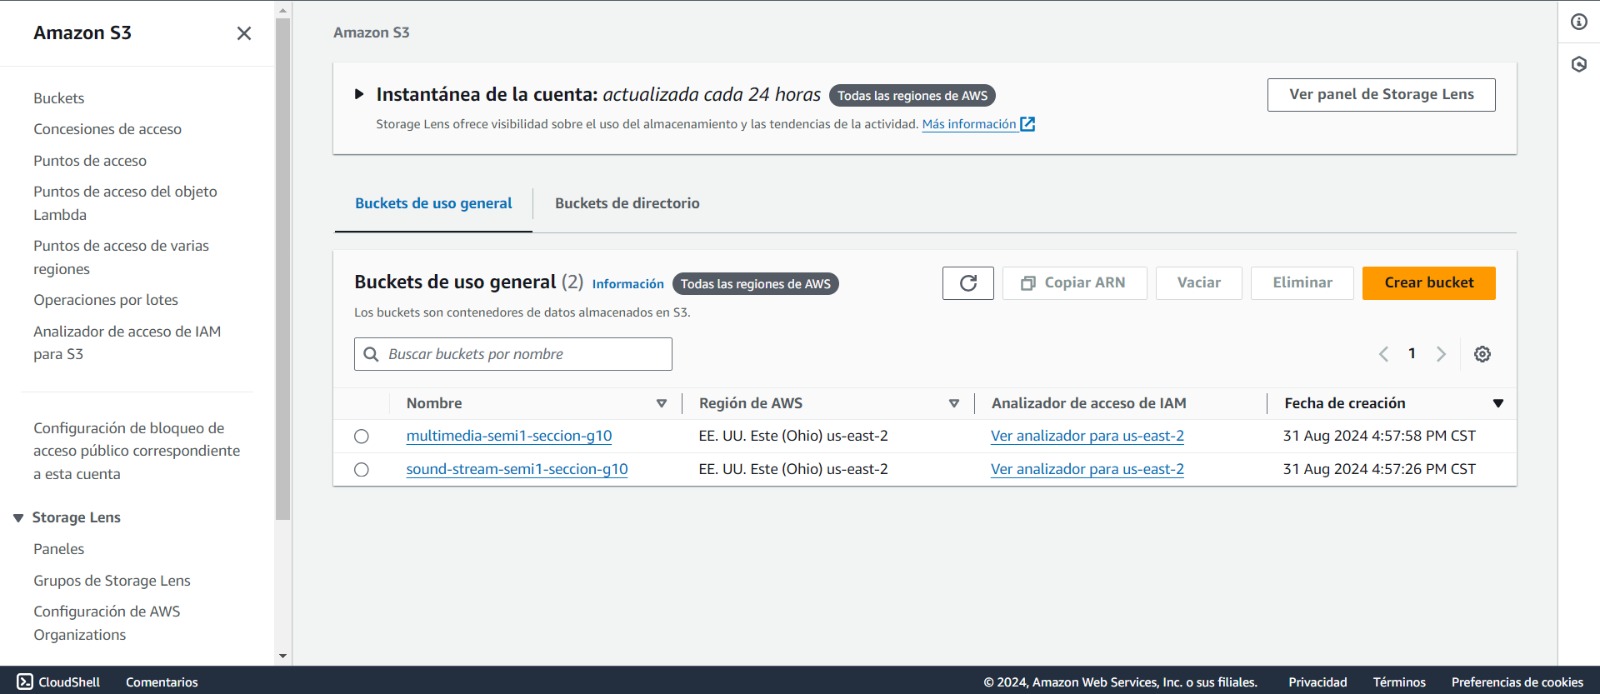 Amazon S3
Buckets
Concesiones de acceso
Puntos de acceso
Puntos de acceso del objeto
Lambda
Puntos de acceso de varias
regiones
Operaciones por lotes
Analizador de acceso de IAM
para S3
Configuración de bloqueo de
acceso público correspondiente
a esta cuenta
Storage Lens
Paneles
Grupos de Storage Lens
Configuración de AWS
Organizations
Amazon S3
Instantánea de la cuenta: actualizada cada 24 horas Todas las regiones de AWS
Ver panel de Storage Lens
Storage Lens ofrece visibilidad sobre el uso del almacenamiento y las tendencias de la actividad. Más información
Buckets de uso general Buckets de directorio
Buckets de uso general (2) Información Todas las regiones de AWS
Copiar ARN Vaciar Eliminar Crear bucket
Los buckets son contenedores de datos almacenados en S3.
Buscar buckets por nombre
1
Nombre Región de AWS Analizador de acceso de IAM Fecha de creación
multimedia-semi1-seccion-g10 EE. UU. Este (Ohio) us-east-2 Ver analizador para us-east-2 31 Aug 2024 4:57:58 PM CST
sound-stream-semi1-seccion-g10 EE. UU. Este (Ohio) us-east-2 Ver analizador para us-east-2 31 Aug 2024 4:57:26 PM CST
CloudShell Comentarios © 2024, Amazon Web Services, Inc. o sus filiales. Privacidad Términos Preferencias de cookies